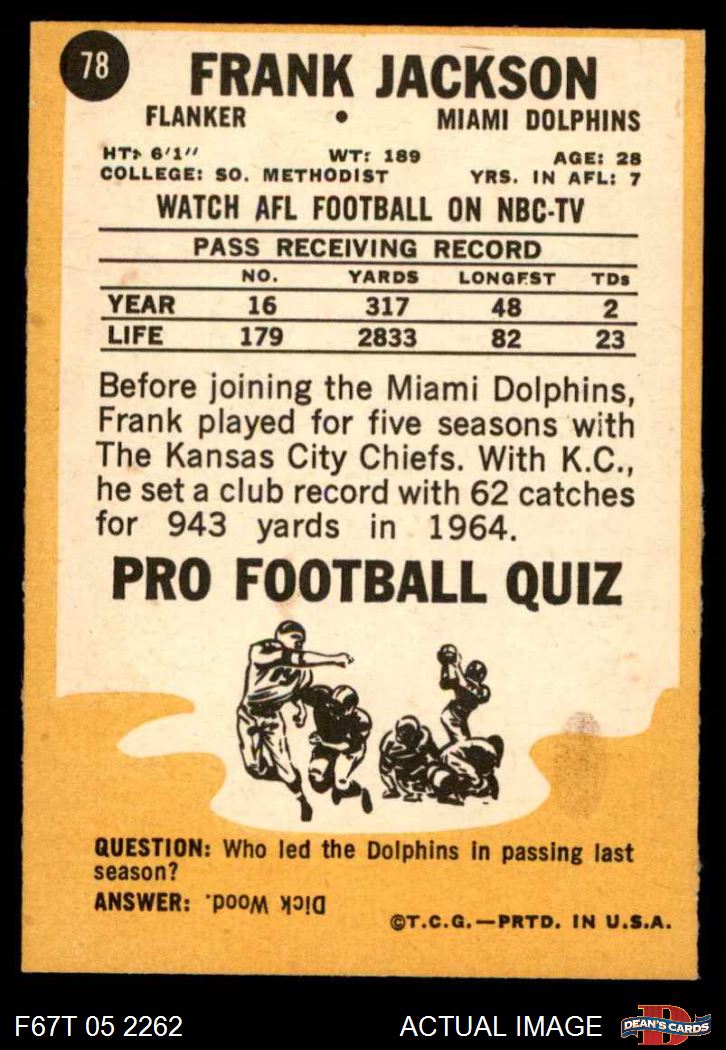 78
FRANK JACKSON
FLANKER • MIAMI DOLPHINS
HT: 6'1" WT: 189 AGE: 28
COLLEGE: SO. METHODIST YRS. IN AFL: 7
WATCH AFL FOOTBALL ON NBC-TV
PASS RECEIVING RECORD
NO. YARDS LONGEST TDs
YEAR 16 317 48 2
LIFE 179 2833 82 23
Before joining the Miami Dolphins,
Frank played for five seasons with
The Kansas City Chiefs. With K.C.,
he set a club record with 62 catches
for 943 yards in 1964.
PRO FOOTBALL QUIZ
QUESTION: Who led the Dolphins in passing last
season?
ANSWER: Dick Wood.
©T.C.G.—PRTD. IN U.S.A.
F67T 05 2262 ACTUAL IMAGE D DEAN'S CARDS